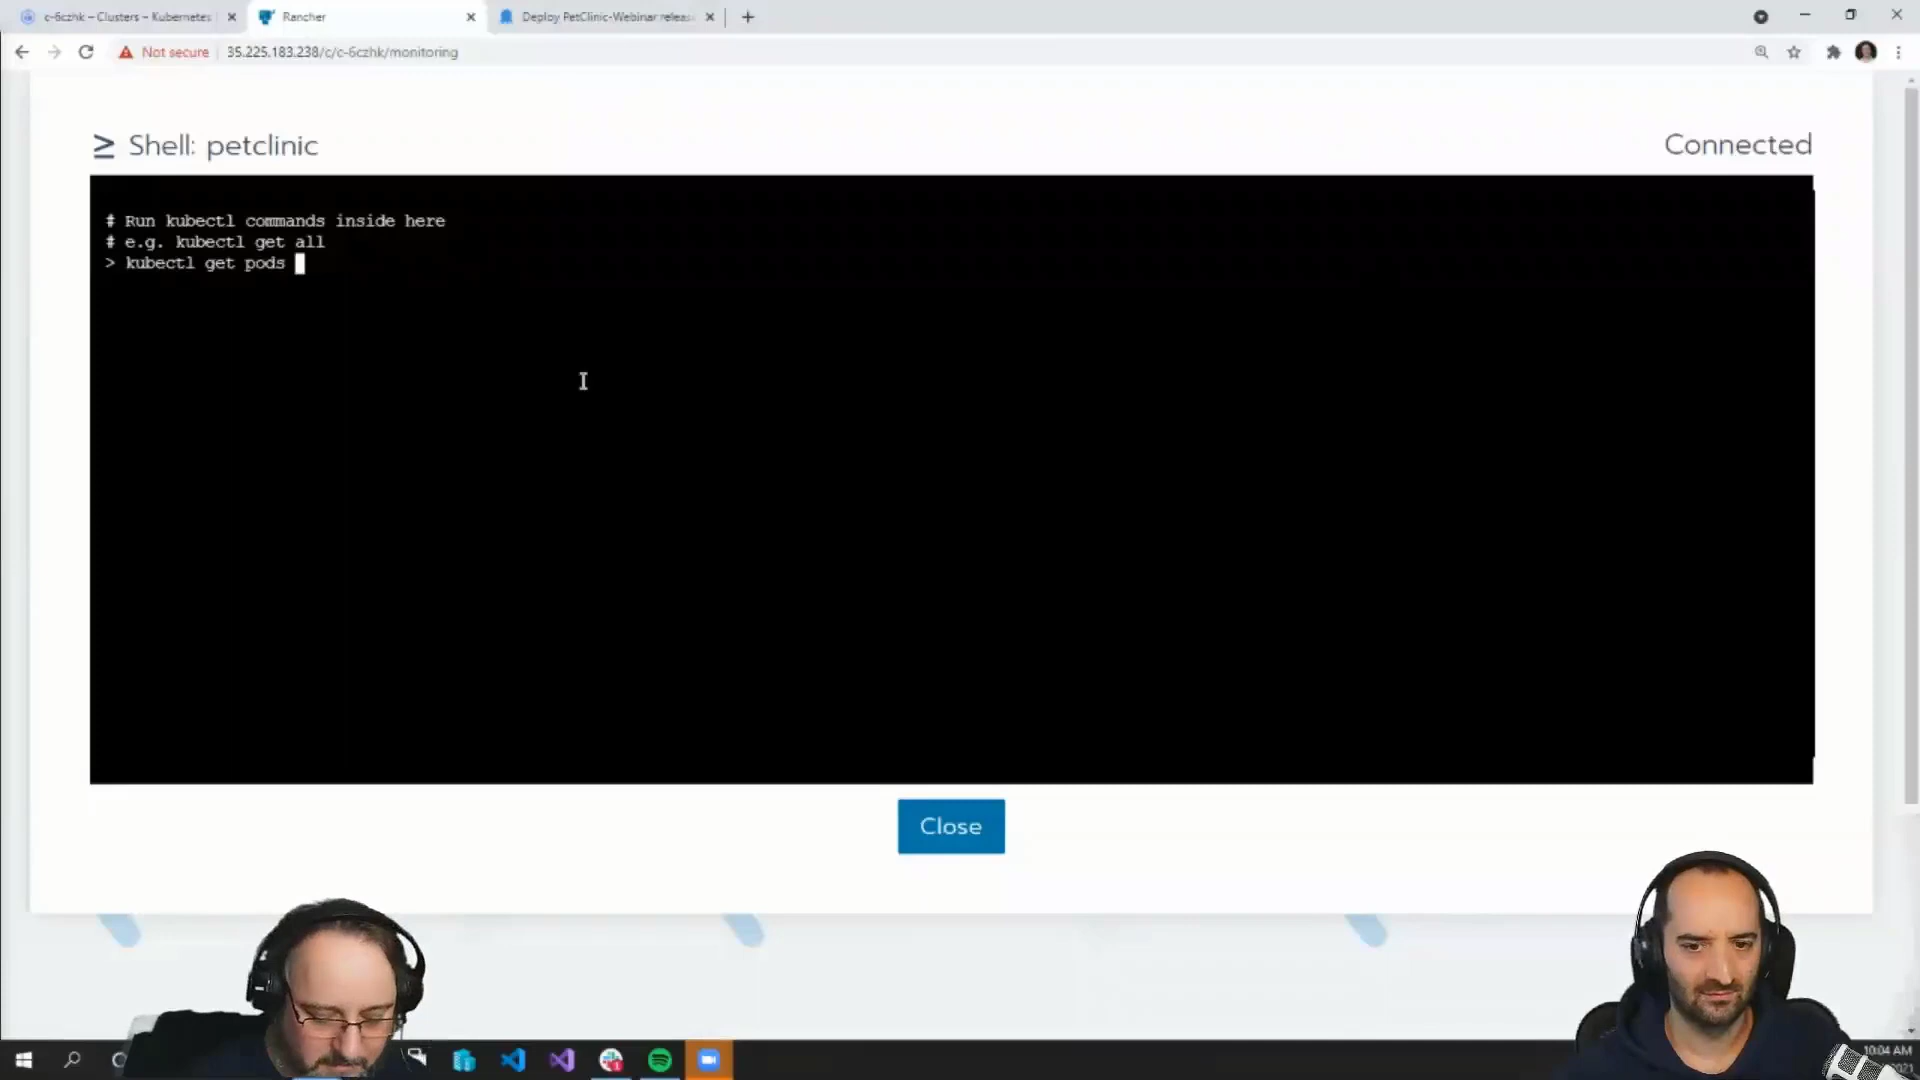 c-6czhk – Clusters – Kubernetes
Rancher
Deploy PetClinic-Webinar releas
Not secure
35.225.183.238/c/c-6czhk/monitoring
Shell: petclinic
Connected
# Run kubectl commands inside here
# e.g. kubectl get all
> kubectl get pods
Close
10:04 AM
2021